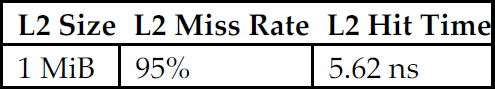 L2 Size L2 Miss Rate L2 Hit Time
1 MiB 95% 5.62 ns